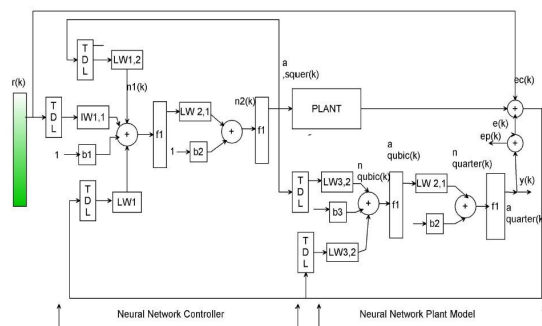 r(k)
T
D
L
LW1,2
n1(k)
T
D
L
IW1,1
1
b1
T
D
L
LW1
+
f1
LW 2,1
1
b2
+
n2(k)
f1
a
,squer(k)
PLANT
ec(k)
+
e(k)
ep(k)
+
y(k)
T
D
L
LW3,2
b3
T
D
L
LW3,2
n
qubic(k)
+
a
qubic(k)
f1
LW 2,1
b2
n
quarter(k)
+
f1
a
quarter(k)
Neural Network Controller
Neural Network Plant Model